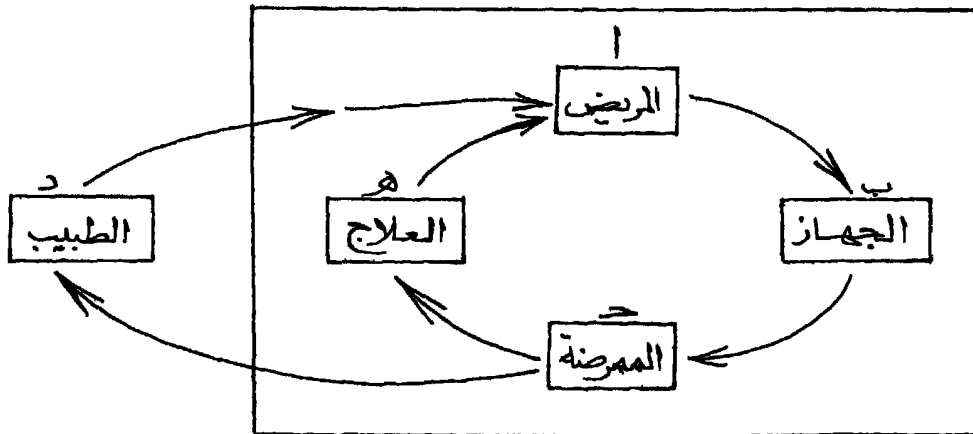 ا
المريض
ب
الجهاز
حـ
الممرضة
هـ
العلاج
د
الطبيب